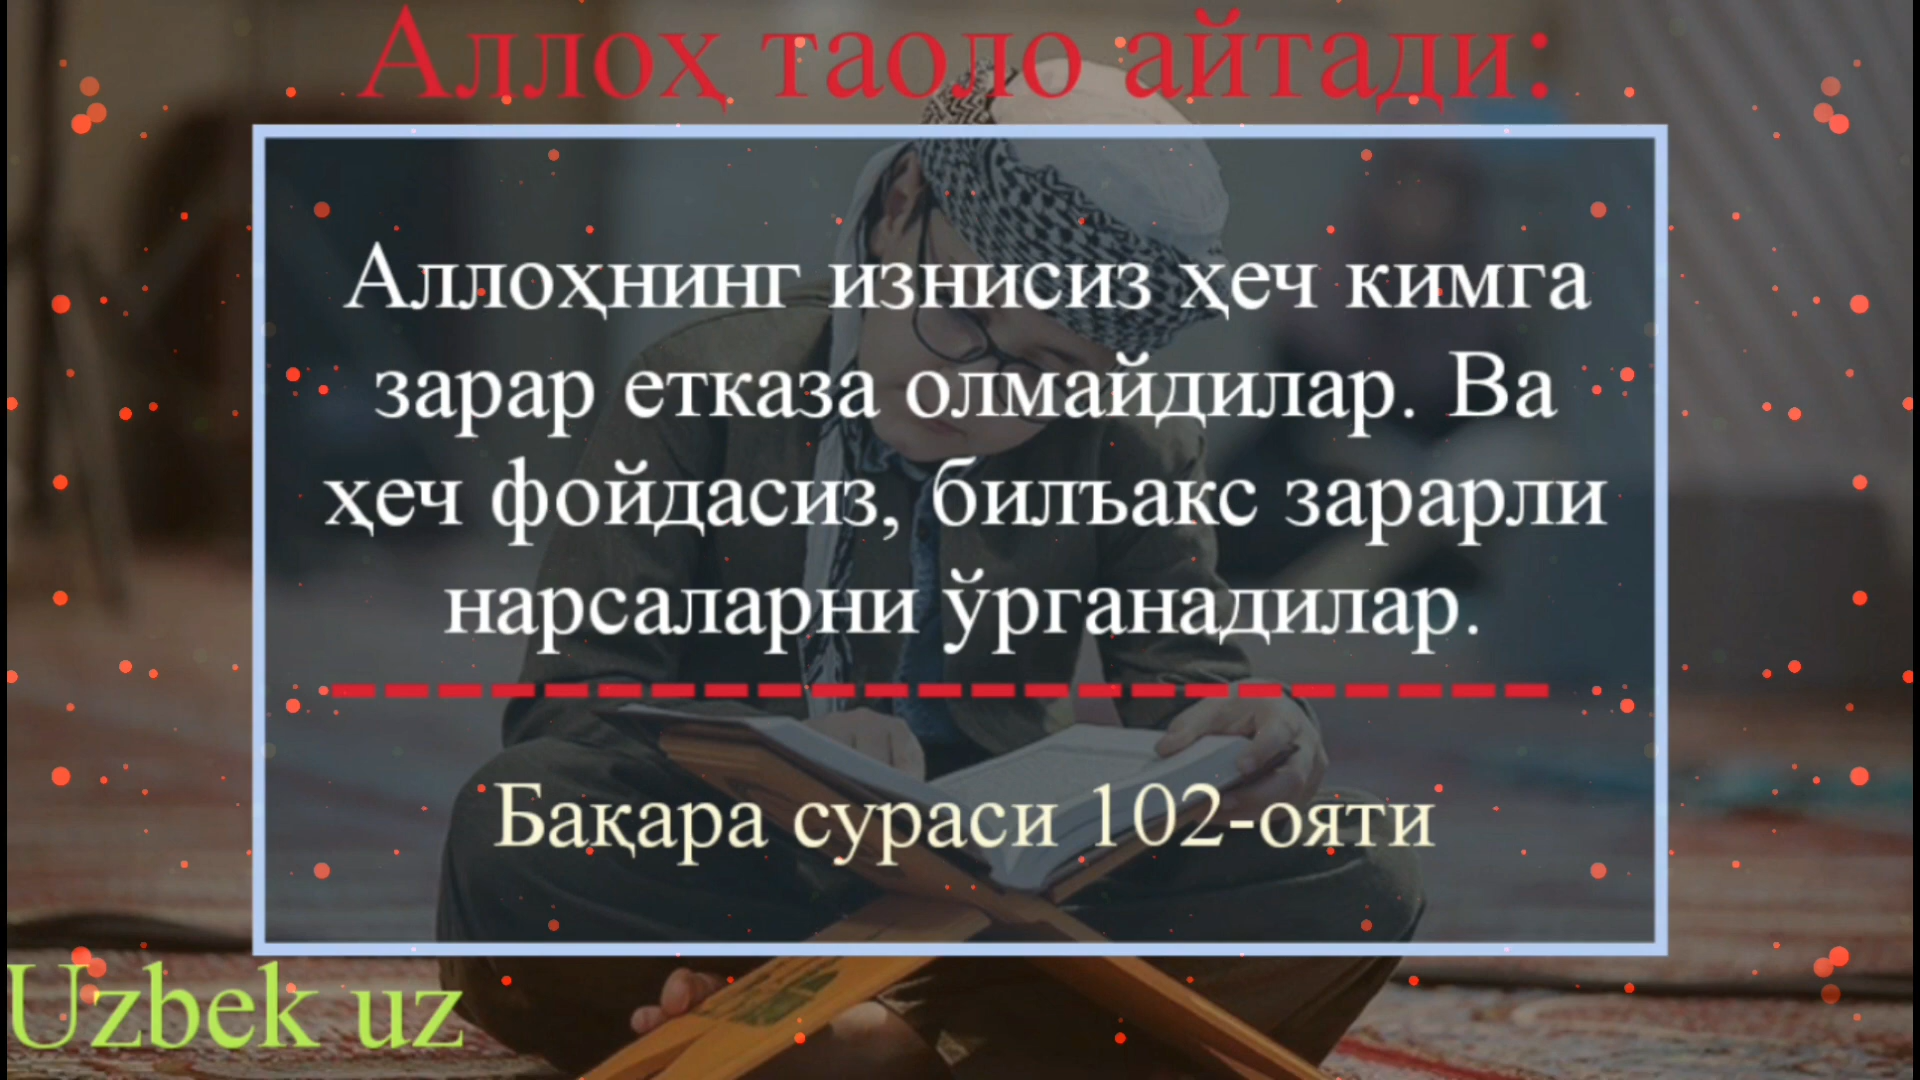 Аллоҳ таоло айтади:
Аллоҳнинг изнисиз ҳеч кимга
зарар етказа олмайдилар. Ва
ҳеч фойдасиз, билъакс зарарли
нарсаларни ўрганадилар.
Бақара сураси 102-ояти
Uzbek uz